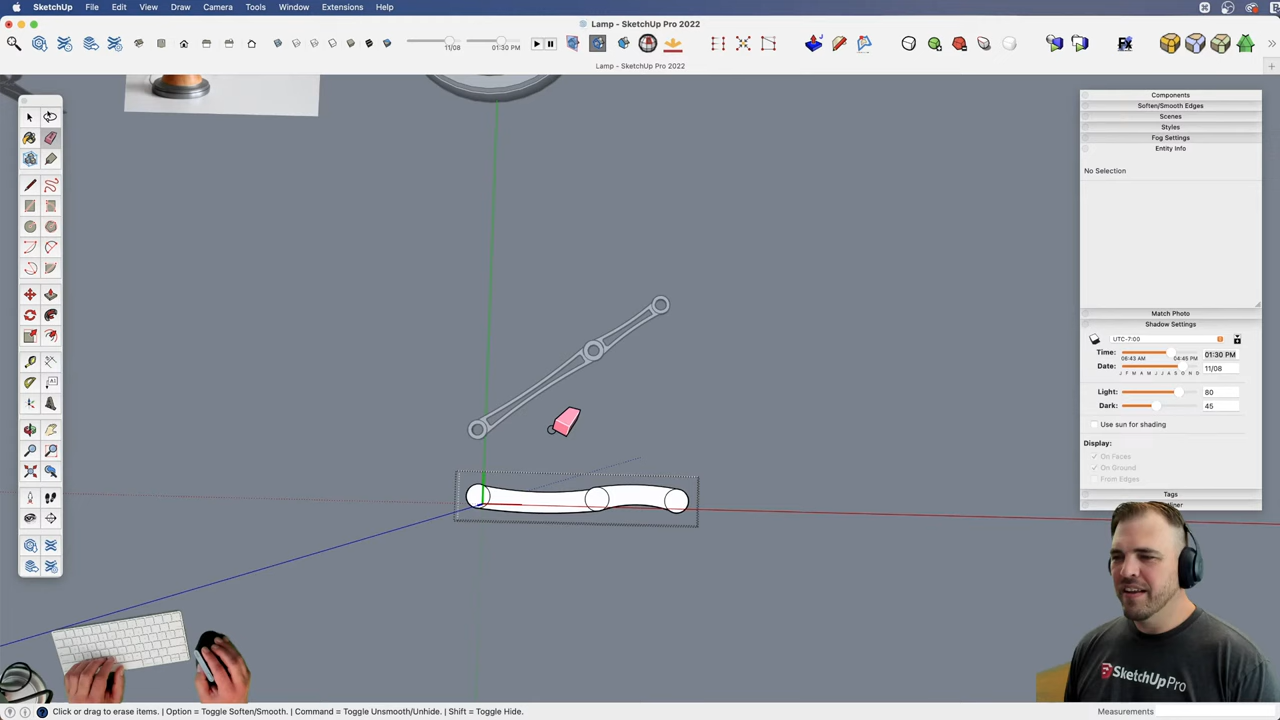 SketchUp File Edit View Camera Draw Tools Window Extensions Help
Lamp - SketchUp Pro 2022
11/08 01:30 PM
Lamp - SketchUp Pro 2022
Components
Soften/Smooth Edges
Scenes
Styles
Fog Settings
Entity Info
No Selection
Match Photo
Shadow Settings
UTC-7:00
Time: 01:30 PM
06:43 AM 04:45 PM
Date: 11/08
J F M A M J J A S O N D
Light: 80
Dark: 45
Use sun for shading
Display:
On Faces
On Ground
From Edges
Tags
SketchUp Pro
Click or drag to erase items. | Option = Toggle Soften/Smooth. | Command = Toggle Unsmooth/Unhide. | Shift = Toggle Hide. Measurements